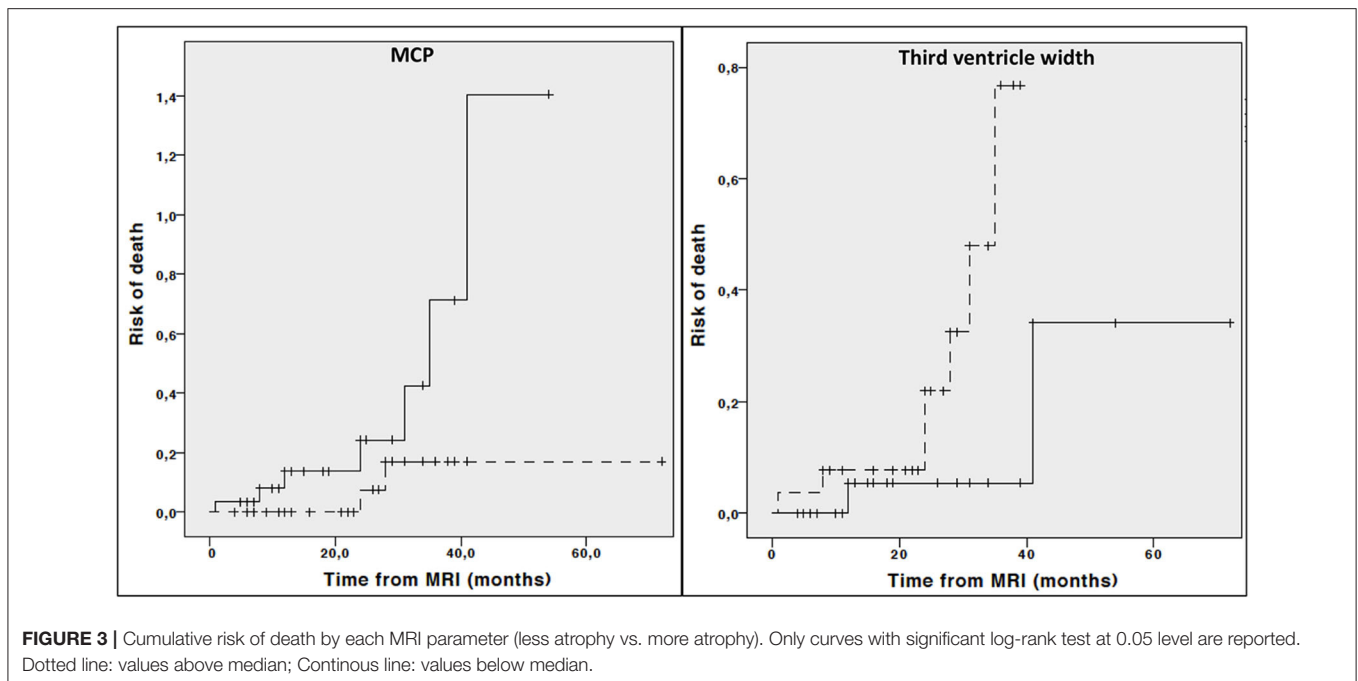 MCP
1,4
1,2
1,0
0,8
0,6
0,4
0,2
0,0
Risk of death
0
20,0
40,0
60,0
Time from MRI (months)
Third ventricle width
0,8
0,6
0,4
0,2
0,0
Risk of death
0
20
40
60
Time from MRI (months)
FIGURE 3 | Cumulative risk of death by each MRI parameter (less atrophy vs. more atrophy). Only curves with significant log-rank test at 0.05 level are reported.
Dotted line: values above median; Continous line: values below median.